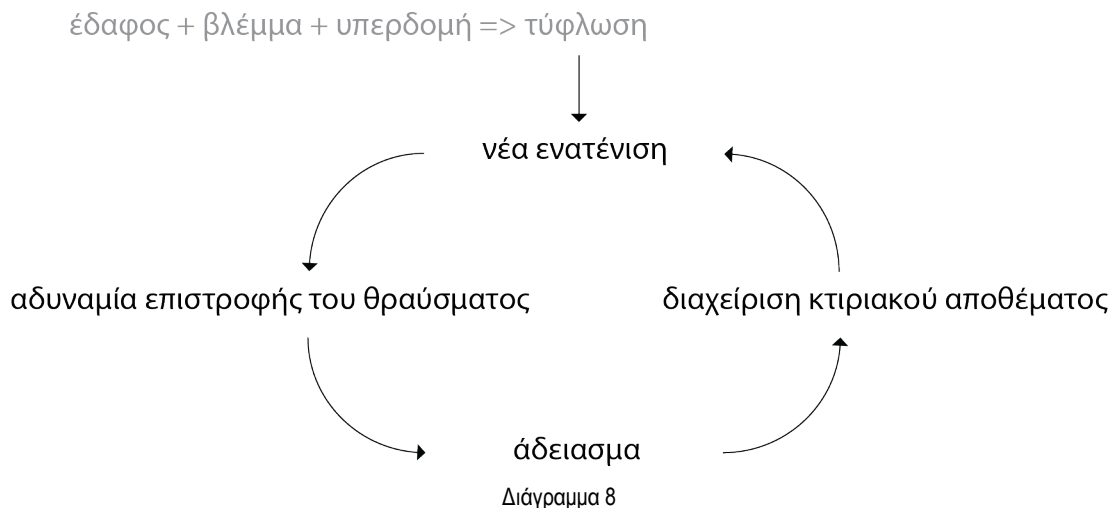 έδαφος + βλέμμα + υπερδομή => τύφλωση
νέα ενατένιση
αδυναμία επιστροφής του θραύσματος
διαχείριση κτιριακού αποθέματος
άδειασμα
Διάγραμμα 8